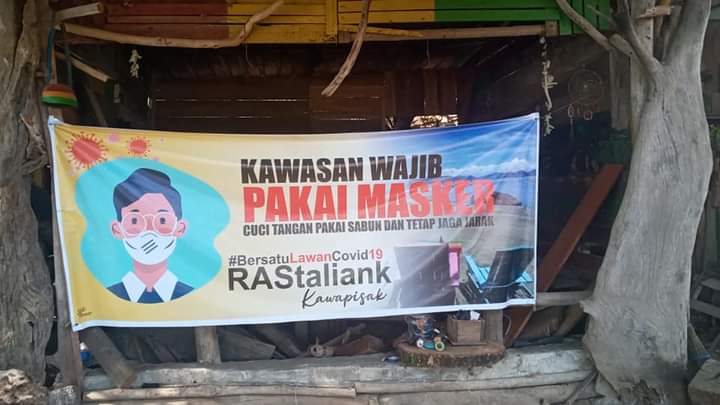 KAWASAN WAJIB
PAKAI MASKER
CUCI TANGAN PAKAI SABUN DAN TETAP JAGA JARAK
#BersatuLawanCovid19
RAStaliank
Kawapisak